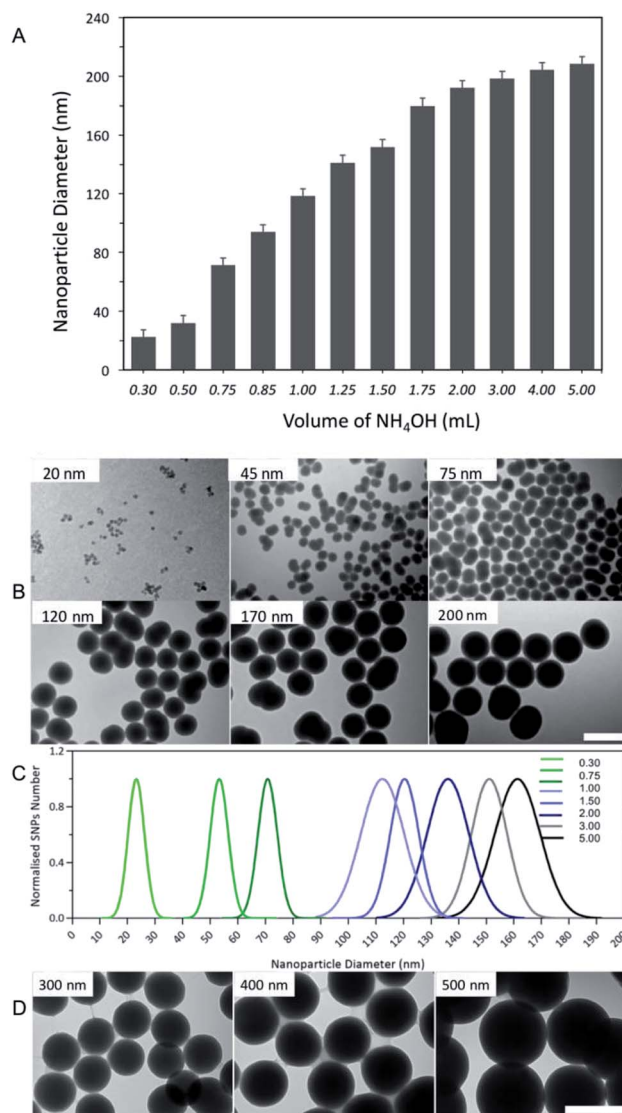 A
240
200
160
120
80
40
0
Nanoparticle Diameter (nm)
0.30 0.50 0.75 0.85 1.00 1.25 1.50 1.75 2.00 3.00 4.00 5.00
Volume of NH₄OH (mL)
B
20 nm 45 nm 75 nm
120 nm 170 nm 200 nm
C
1.2
0.8
0.4
0.0
Normalised SNPs Number
0.30
0.75
1.00
1.50
2.00
3.00
5.00
0 10 20 30 40 50 60 70 80 90 100 110 120 130 140 150 160 170 180 190
Nanoparticle Diameter (nm)
D
300 nm 400 nm 500 nm